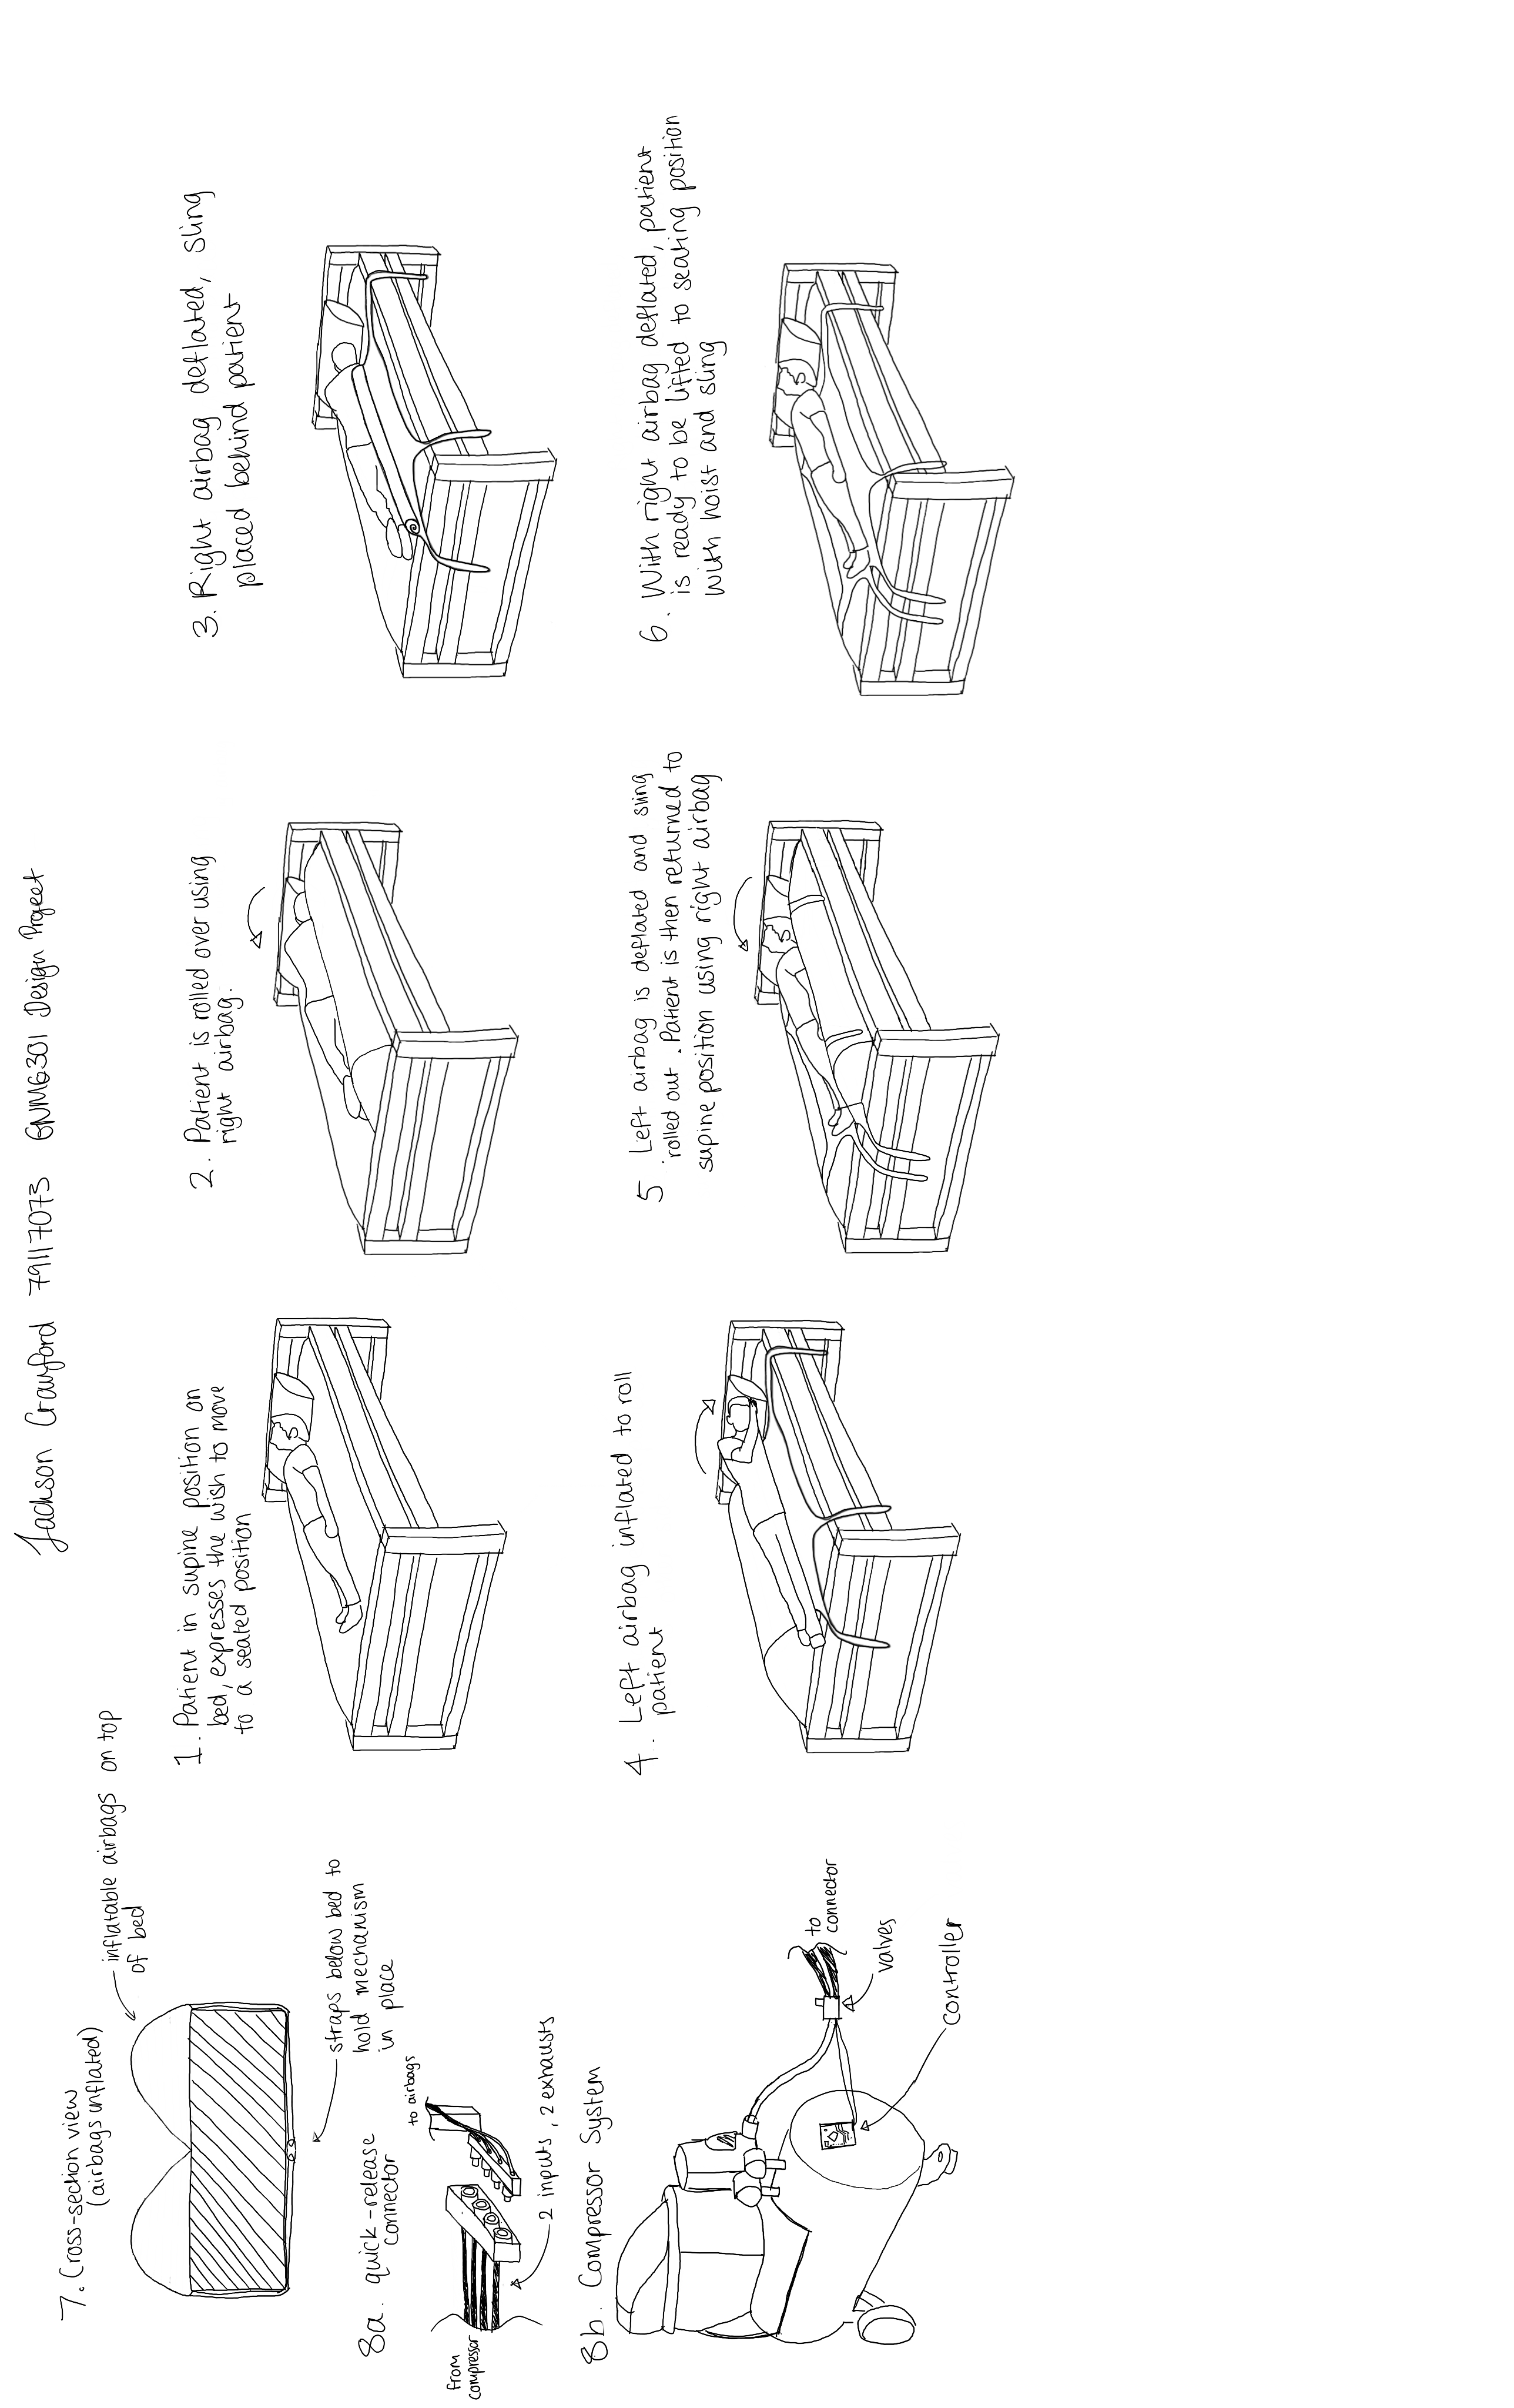 Jackson Crayford 79117073 GNM6301 Design Project
7. Cross-section view
(airbags inflated)
inflatable airbags on top
of bed
straps below bed to
hold mechanism
in place
8a. quick-release
connector
to airbags
from
compressor
2 inputs, 2 exhausts
8b. Compressor System
to
connector
valves
controller
1. Patient in supine position on
bed, expresses the wish to move
to a seated position
2. Patient is rolled over using
right airbag.
3. Right airbag deflated, sling
placed behind patient
4. Left airbag inflated to roll
patient
5 Left airbag is deflated and sling
rolled out. Patient is then returned to
supine position using right airbag
6. With right airbag deflated, patient
is ready to be lifted to seating position
with hoist and sling